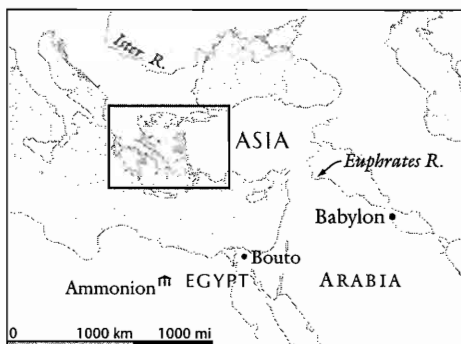 Ister R.
ASIA
Euphrates R.
Babylon
Bouto
Ammonion
EGYPT
ARABIA
0 1000 km 1000 mi